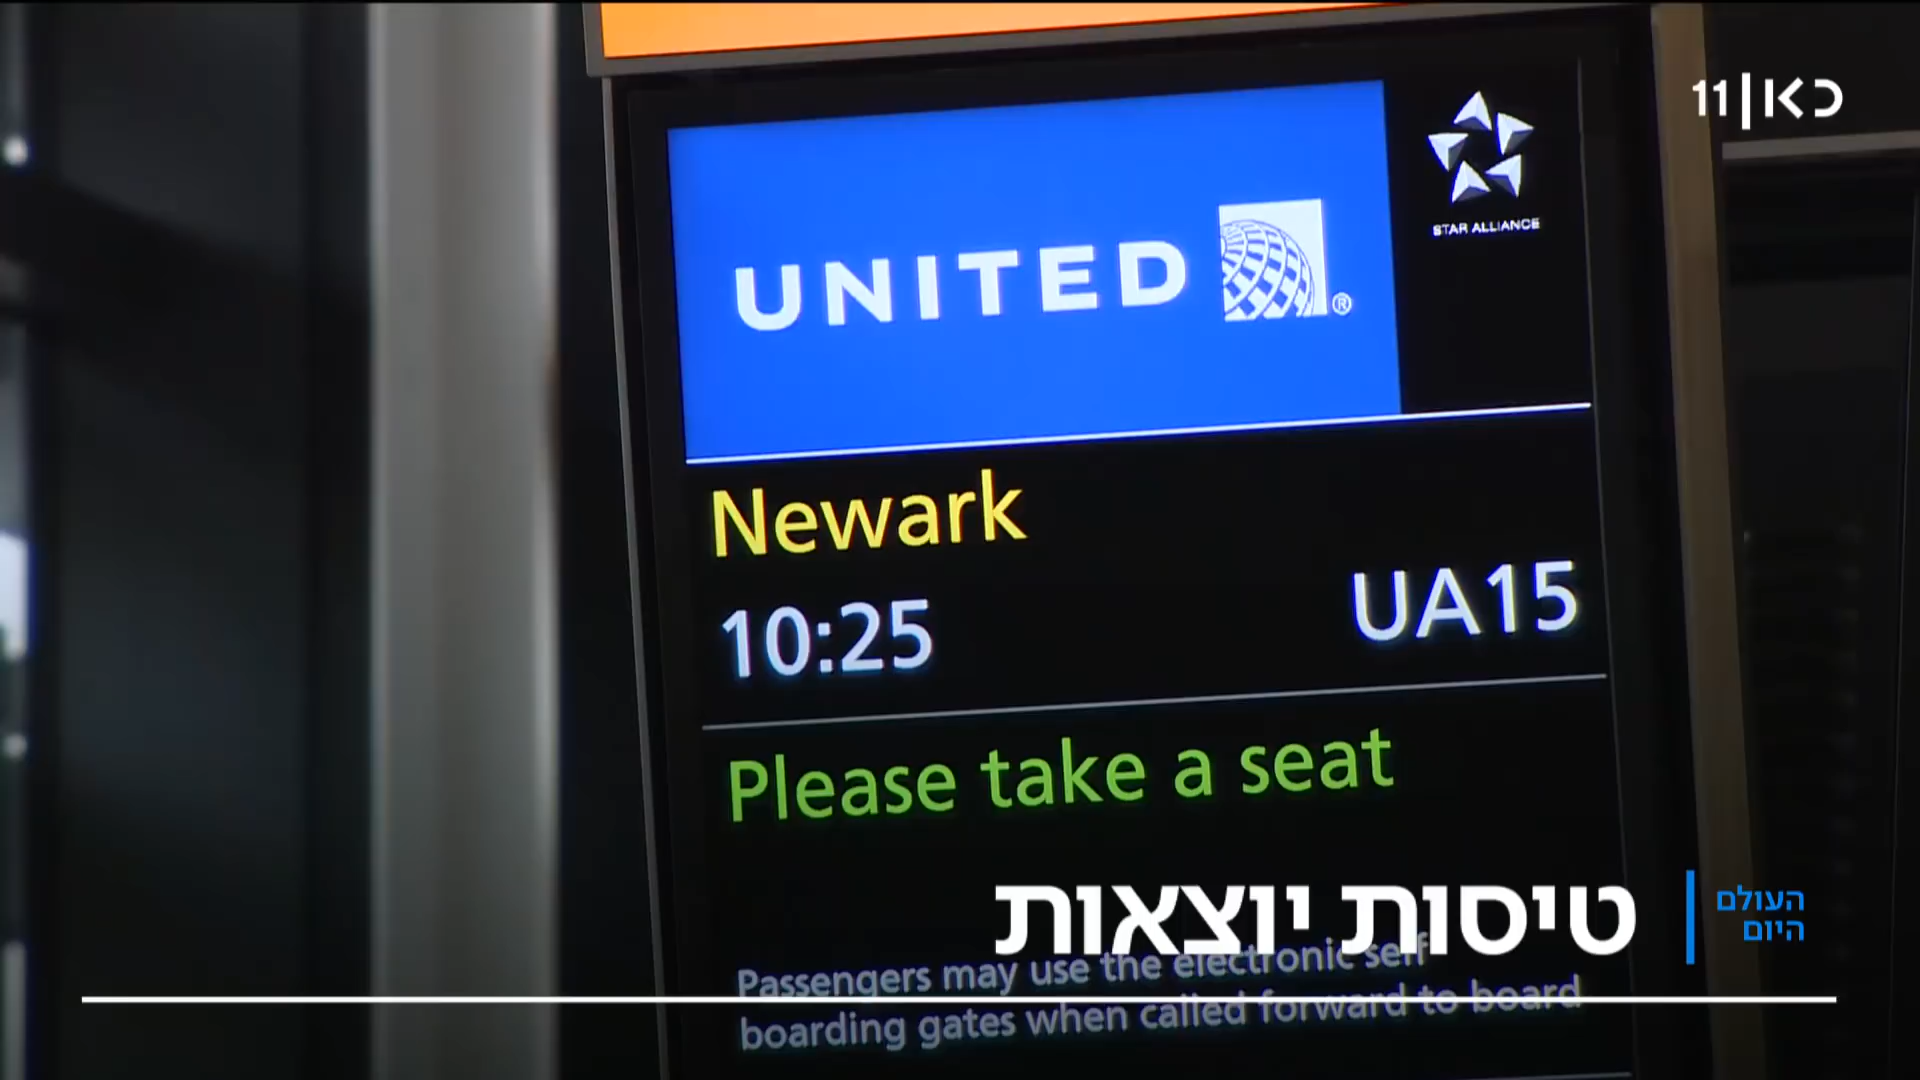 כאן|11
UNITED ®
STAR ALLIANCE
Newark
10:25 UA15
Please take a seat
טיסות יוצאות
העולם
היום
Passengers may use the electronic self
boarding gates when called forward to board